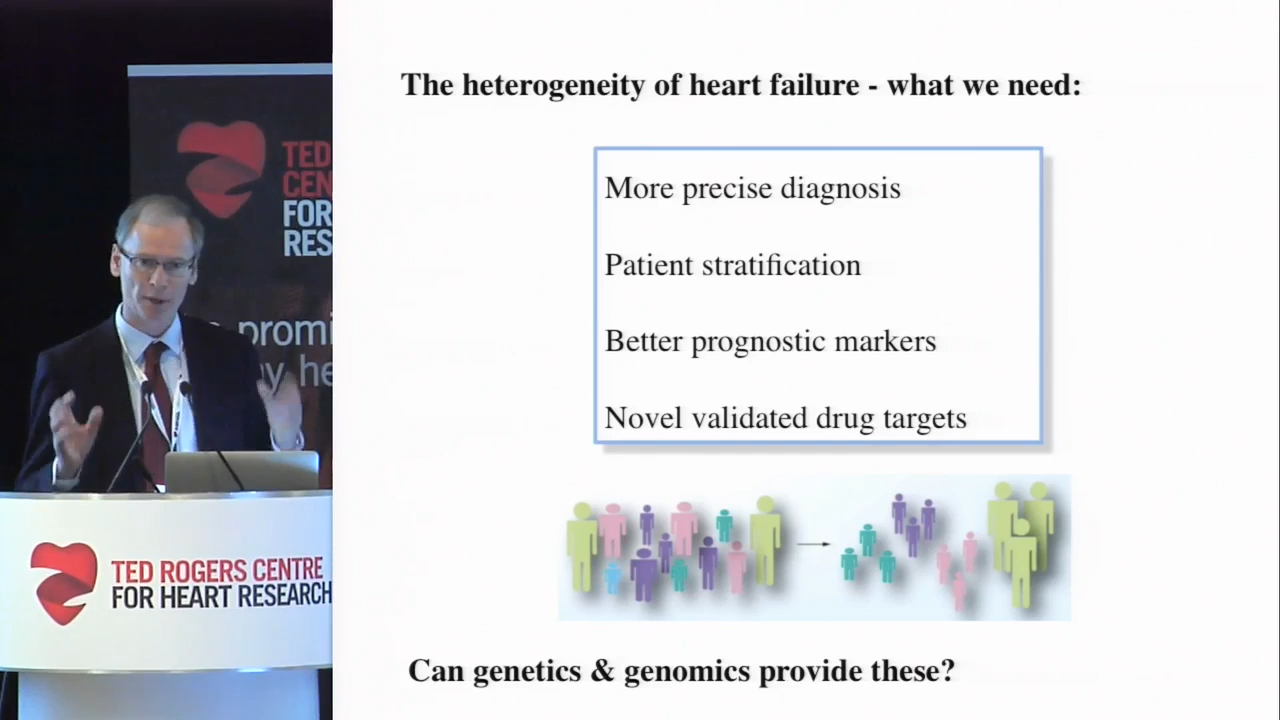 The heterogeneity of heart failure - what we need:
More precise diagnosis
Patient stratification
Better prognostic markers
Novel validated drug targets
Can genetics & genomics provide these?
TED
CEN
FOR
RES
promi
he
TED ROGERS CENTRE
FOR HEART RESEARCH